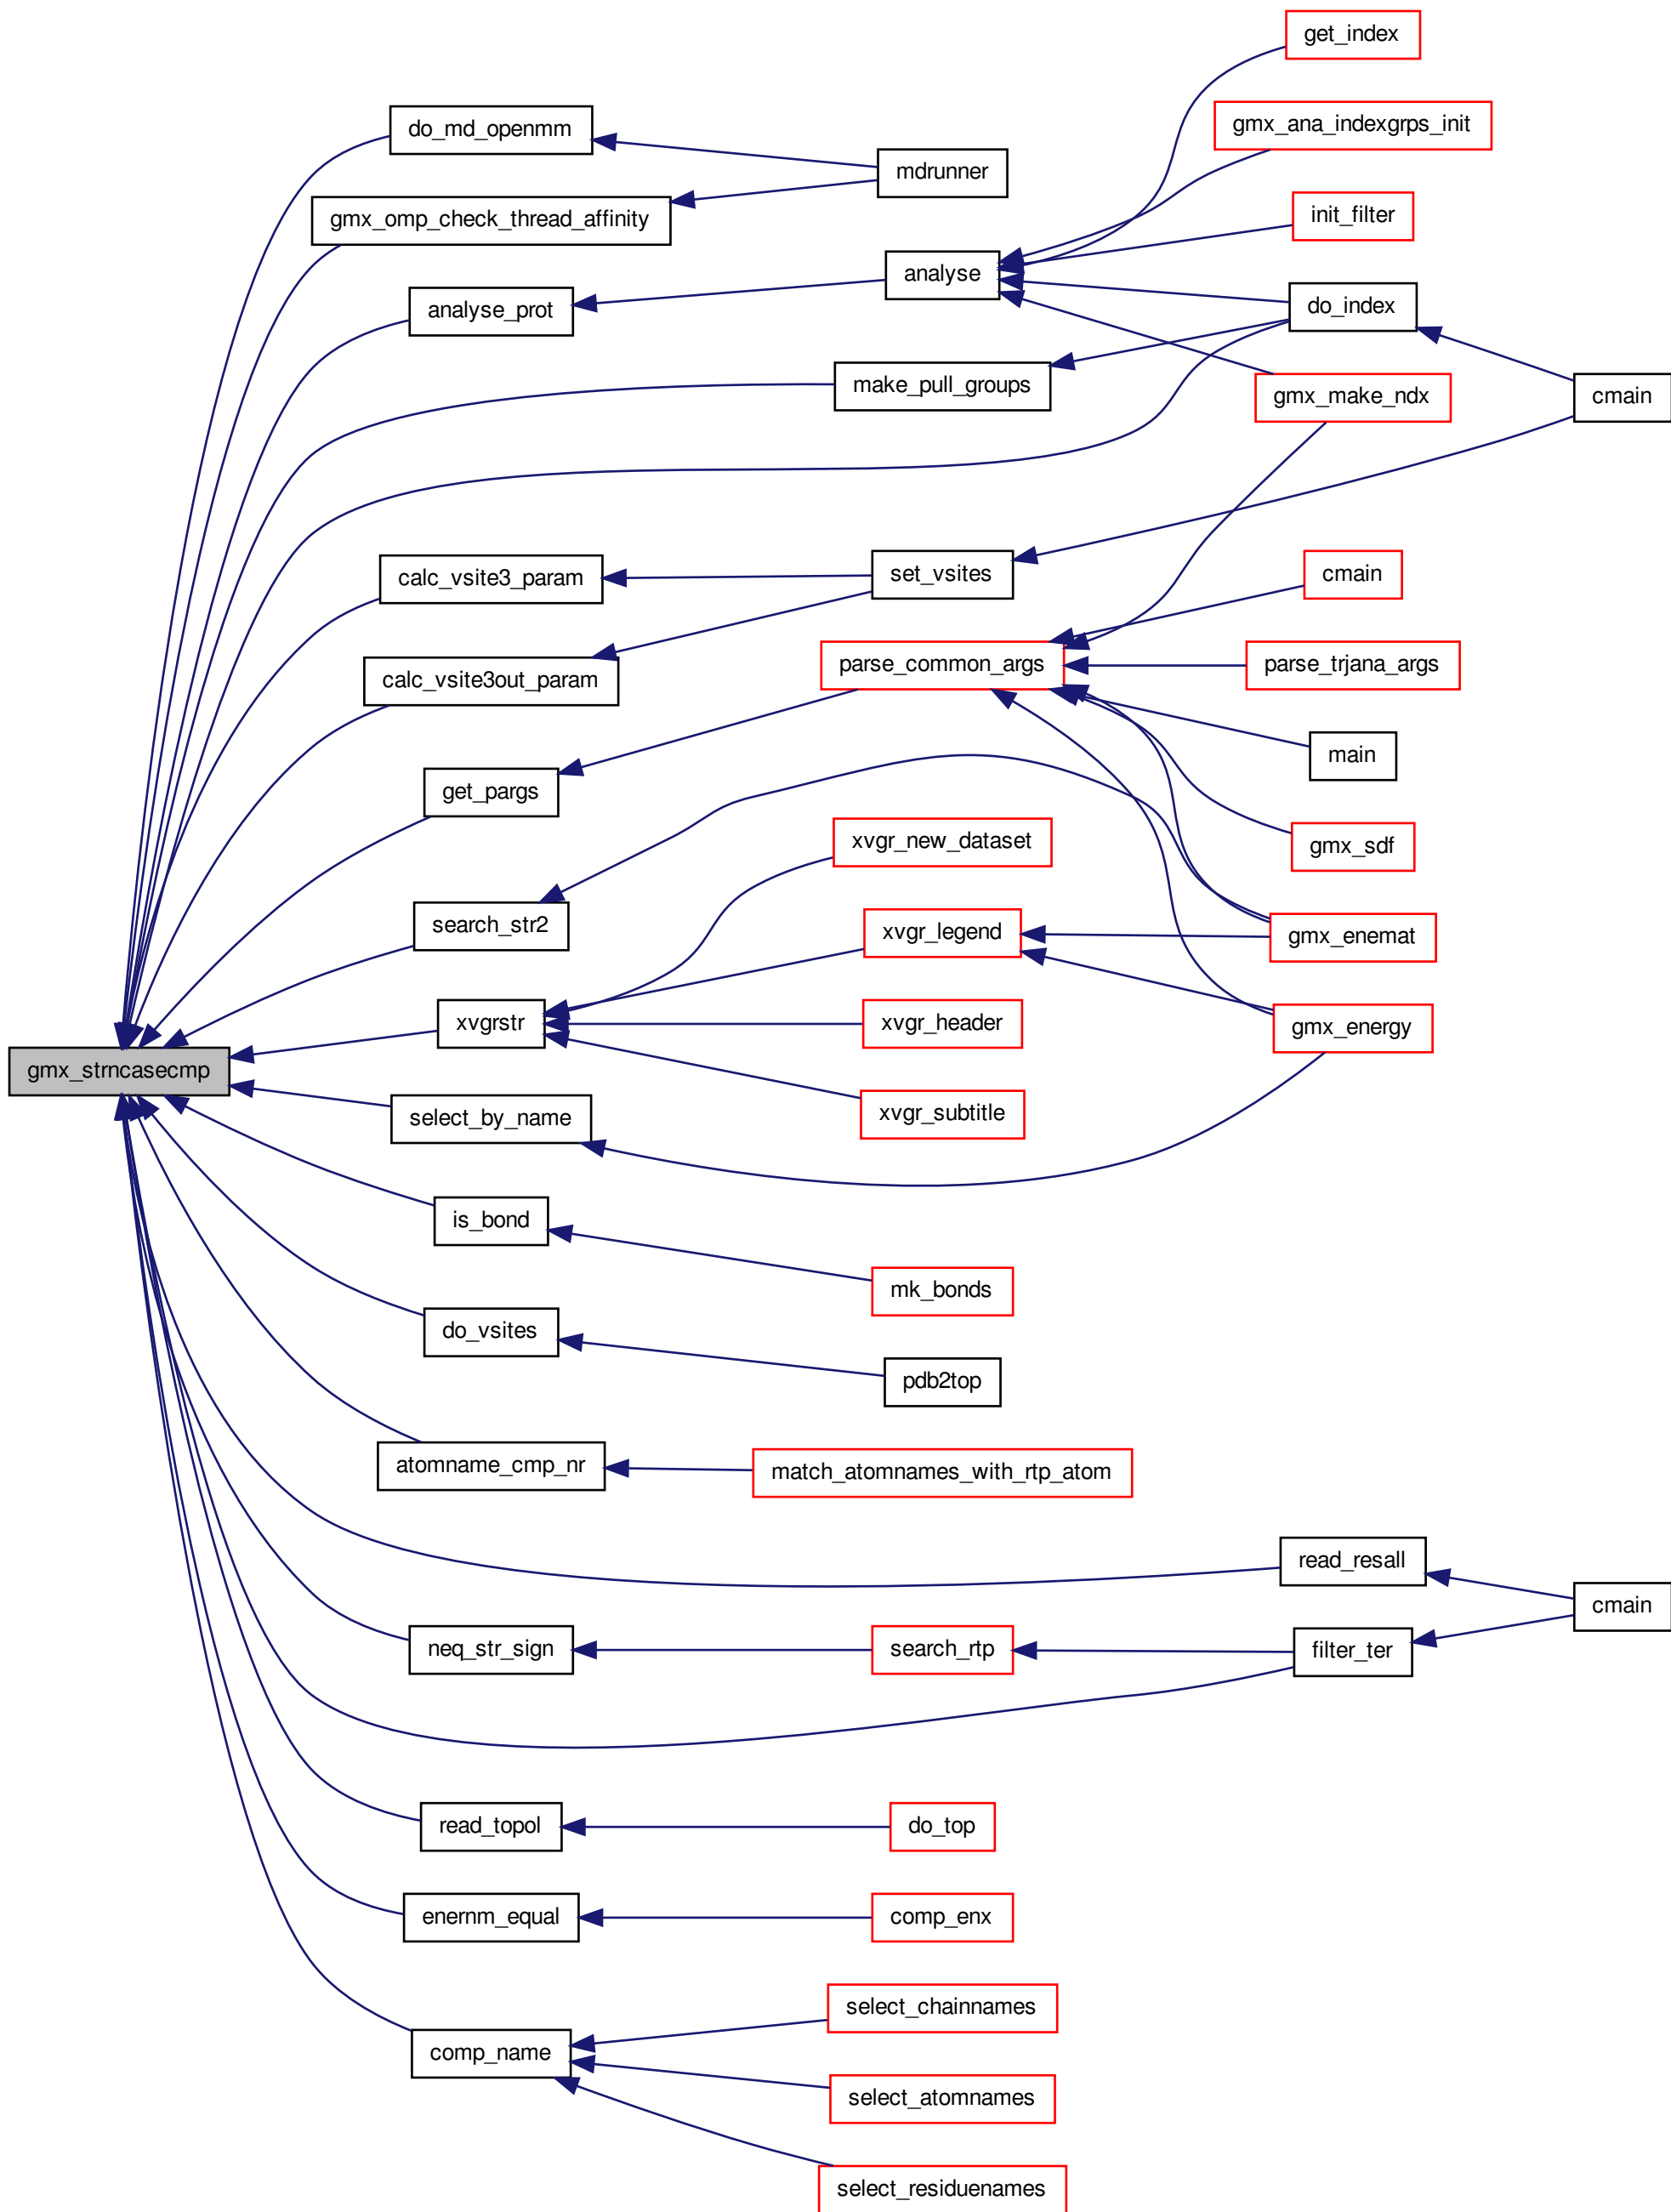 get_index
gmx_ana_indexgrps_init
do_md_openmm
mdrunner
gmx_omp_check_thread_affinity
init_filter
analyse
analyse_prot
do_index
make_pull_groups
gmx_make_ndx
cmain
calc_vsite3_param
set_vsites
cmain
calc_vsite3out_param
parse_common_args
parse_trjana_args
main
get_pargs
xvgr_new_dataset
gmx_sdf
search_str2
xvgr_legend
gmx_enemat
xvgrstr
xvgr_header
gmx_energy
gmx_strncasecmp
select_by_name
xvgr_subtitle
is_bond
mk_bonds
do_vsites
pdb2top
atomname_cmp_nr
match_atomnames_with_rtp_atom
read_resall
cmain
neq_str_sign
search_rtp
filter_ter
read_topol
do_top
enernm_equal
comp_enx
select_chainnames
comp_name
select_atomnames
select_residuenames